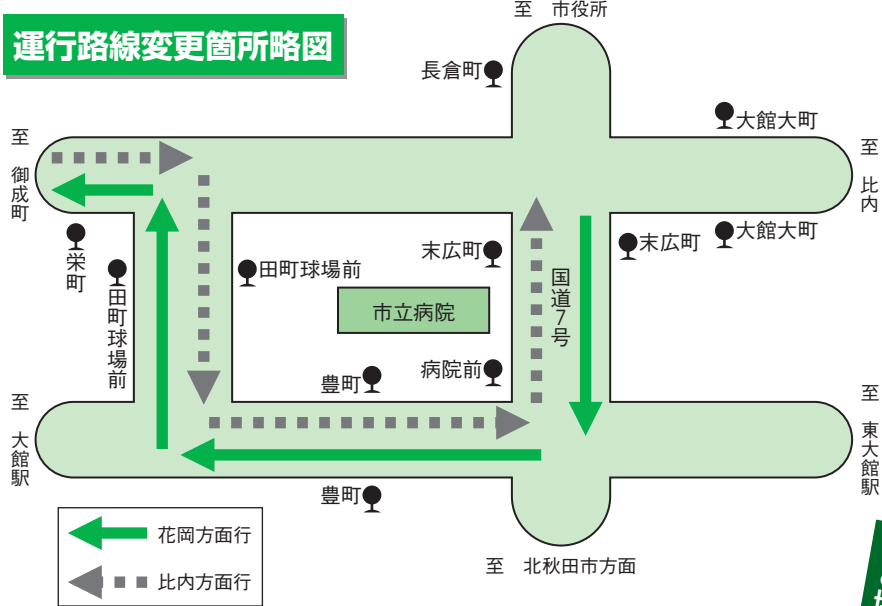 至　市役所
運行路線変更箇所略図
長倉町
大館大町
至　御成町
至　比内
栄町
田町球場前
田町球場前
末広町
国道7号
末広町
大館大町
市立病院
豊町
病院前
至　大館駅
至　東大館駅
豊町
花岡方面行
比内方面行
至　北秋田市方面